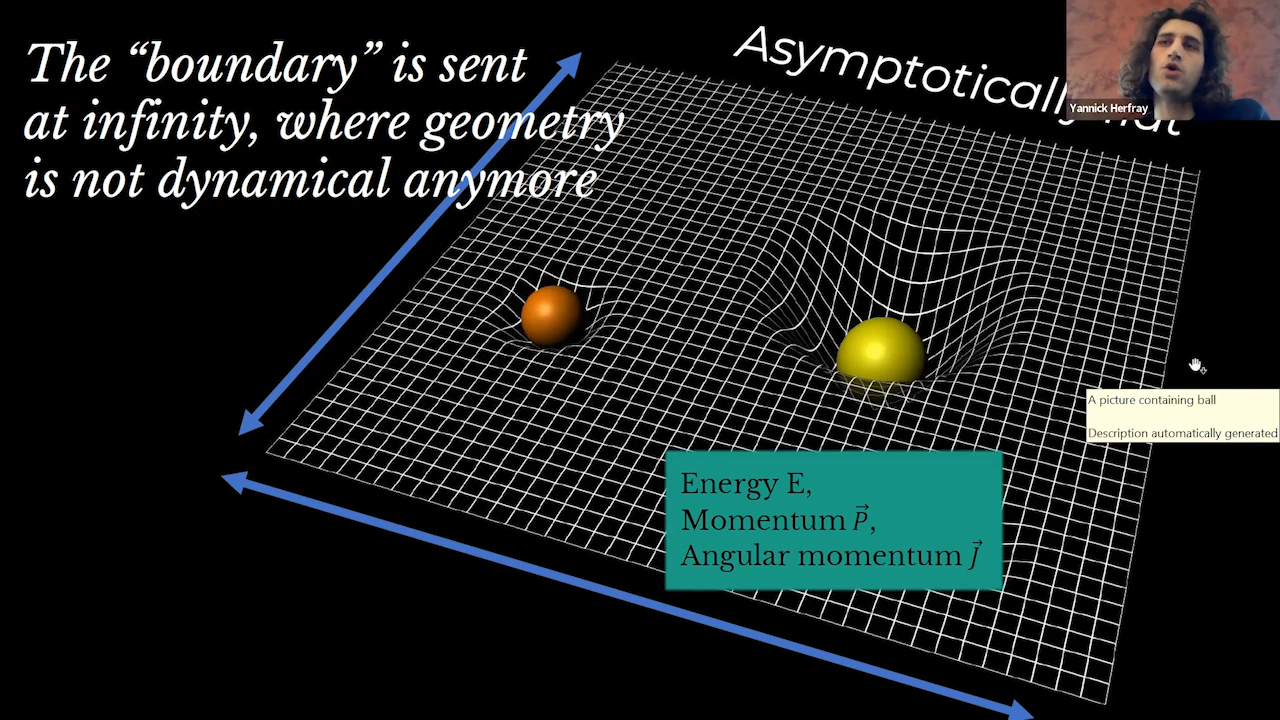 The “boundary” is sent
at infinity, where geometry
is not dynamical anymore
Asymptotically flat
Yannick Herfray
A picture containing ball
Description automatically generated
Energy E,
Momentum P⃗,
Angular momentum J⃗